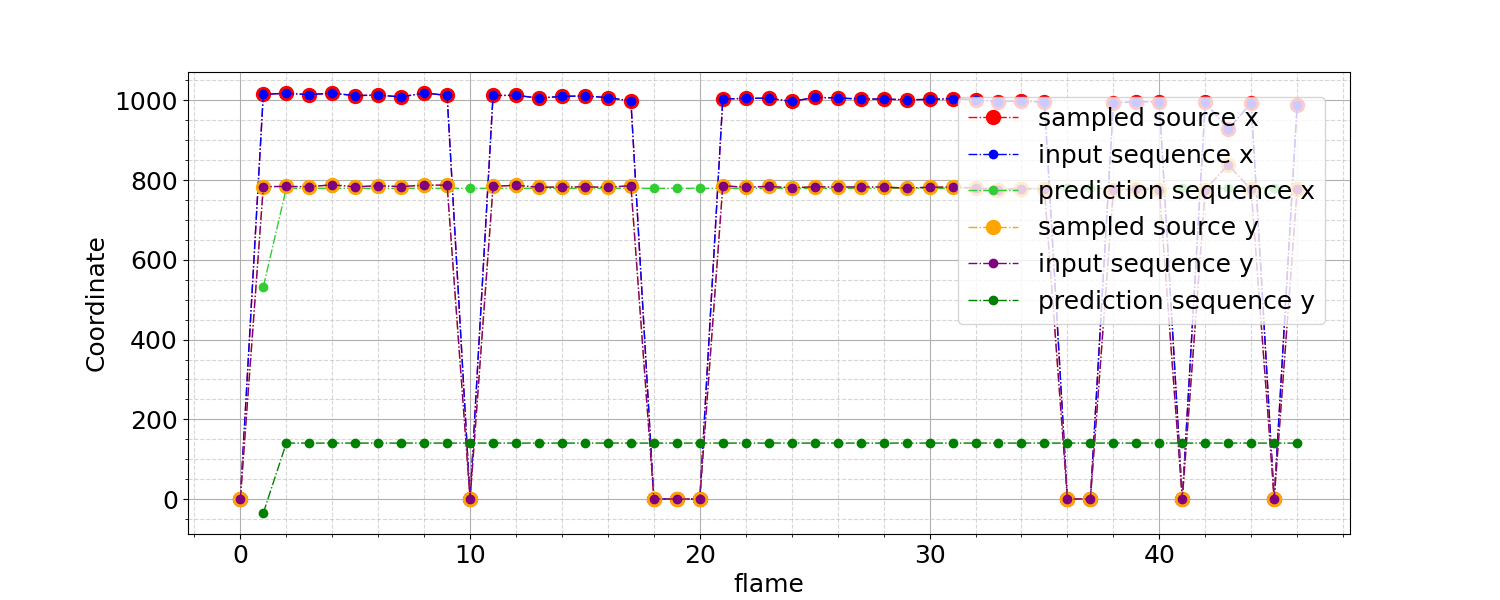 1000
800
600
400
200
0
Coordinate
sampled source x
input sequence x
prediction sequence x
sampled source y
input sequence y
prediction sequence y
0 10 20 30 40
flame